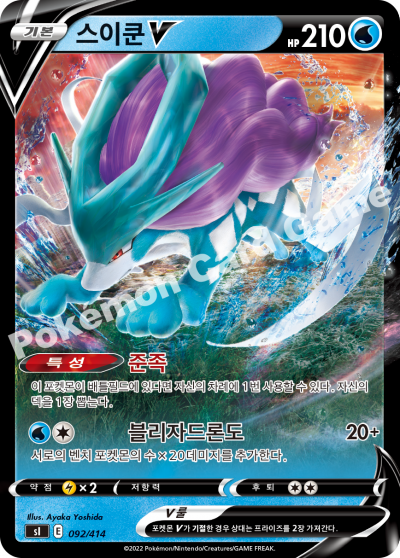 기본 스이쿤V HP210
Pokémon Card Game
특성 준족
이 포켓몬이 배틀필드에 있다면 자신의 차례에 1번 사용할 수 있다. 자신의
덱을 1장 뽑는다.
블리자드론도 20+
서로의 벤치 포켓몬의 수×20데미지를 추가한다.
약점 ×2 저항력 후퇴
Illus. Ayaka Yoshida
V룰
sI E 092/414
포켓몬V가 기절한 경우 상대는 프라이즈를 2장 가져간다.
©2022 Pokémon/Nintendo/Creatures/GAME FREAK.